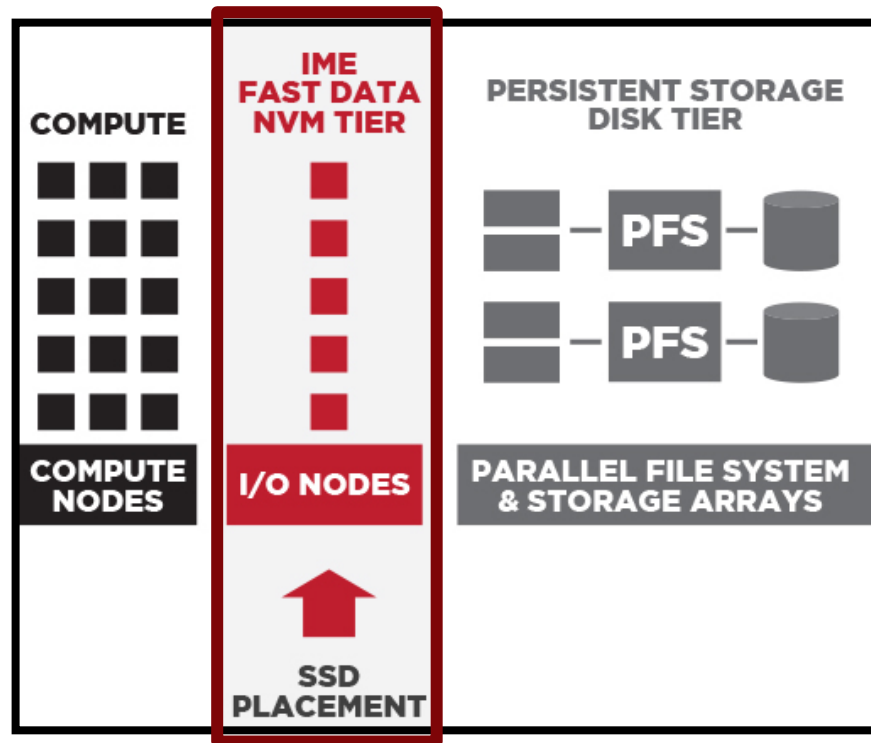 COMPUTE
COMPUTE
NODES
IME
FAST DATA
NVM TIER
I/O NODES
SSD
PLACEMENT
PERSISTENT STORAGE
DISK TIER
PFS
PFS
PARALLEL FILE SYSTEM
& STORAGE ARRAYS